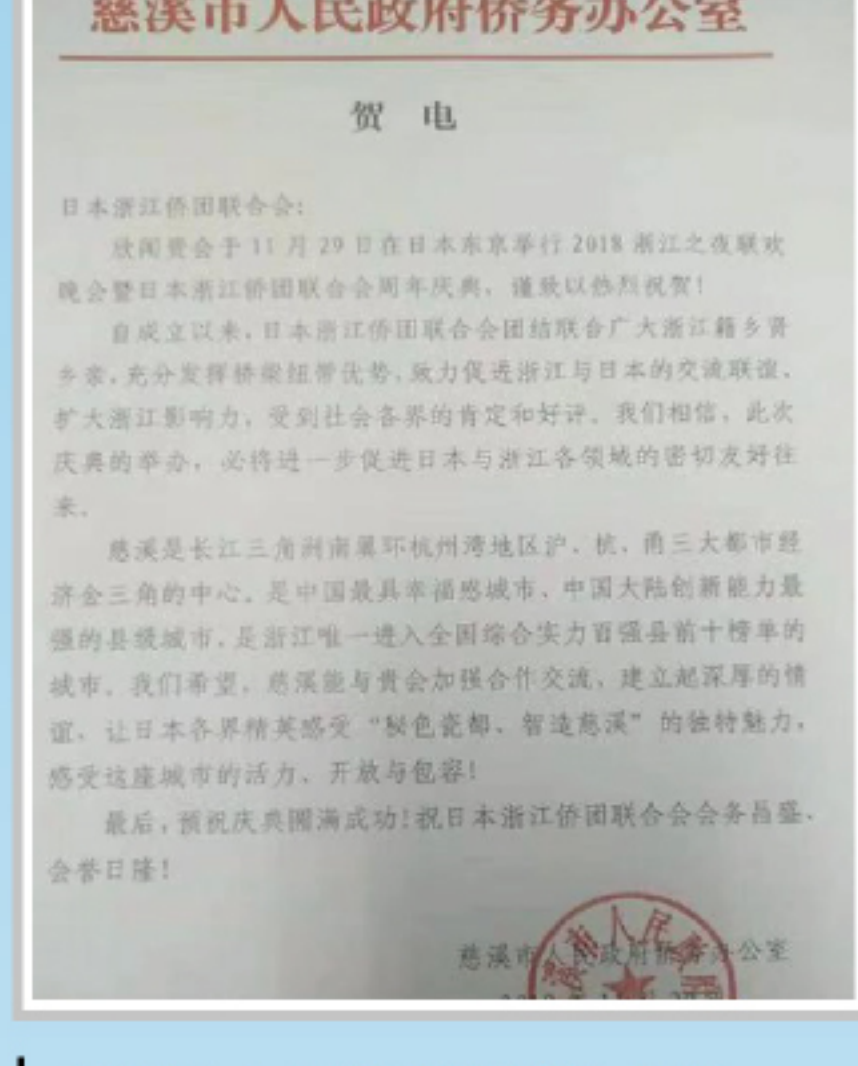 慈溪市人民政府侨务办公室
贺 电
日本浙江侨团联合会:
欣闻贵会于11月29日在日本东京举行2018浙江之夜联欢
晚会暨日本浙江侨团联合会周年庆典，谨致以热烈祝贺！
自成立以来，日本浙江侨团联合会团结联合广大浙江籍乡贤
乡亲，充分发挥桥梁纽带优势，致力促进浙江与日本的交流联谊、
扩大浙江影响力，受到社会各界的肯定和好评。我们相信，此次
庆典的举办，必将进一步促进日本与浙江各领域的密切友好往
来。
慈溪是长江三角洲南翼环杭州湾地区沪、杭、甬三大都市经
济金三角的中心，是中国最具幸福感城市、中国大陆创新能力最
强的县级城市，是浙江唯一进入全国综合实力百强县前十榜单的
城市。我们希望，慈溪能与贵会加强合作交流、建立起深厚的情
谊，让日本各界精英感受“秘色瓷都、智造慈溪”的独特魅力，
感受这座城市的活力、开放与包容！
最后，预祝庆典圆满成功！祝日本浙江侨团联合会会务昌盛、
会誉日隆！
慈溪市人民政府侨务办公室